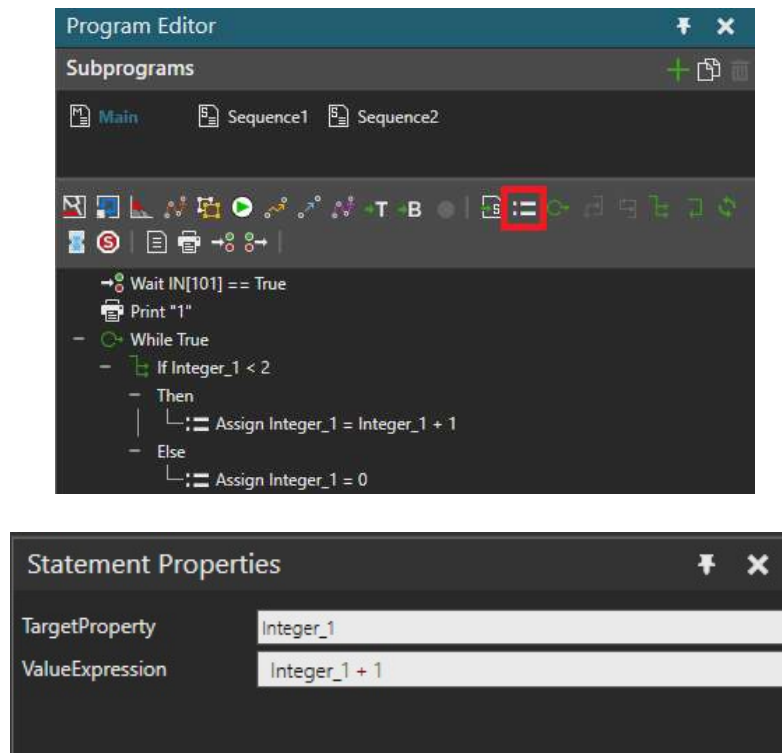 Program Editor
Subprograms
Main Sequence1 Sequence2
T B S
S
Wait IN[101] == True
Print "1"
While True
If Integer_1 < 2
Then
Assign Integer_1 = Integer_1 + 1
Else
Assign Integer_1 = 0
Statement Properties
TargetProperty Integer_1
ValueExpression Integer_1 + 1